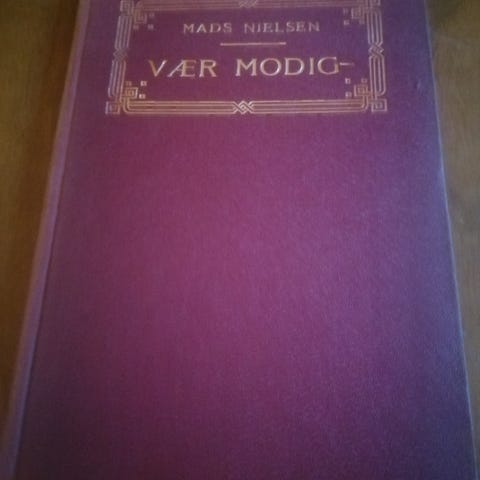 MADS NIELSEN
VÆR MODIG-